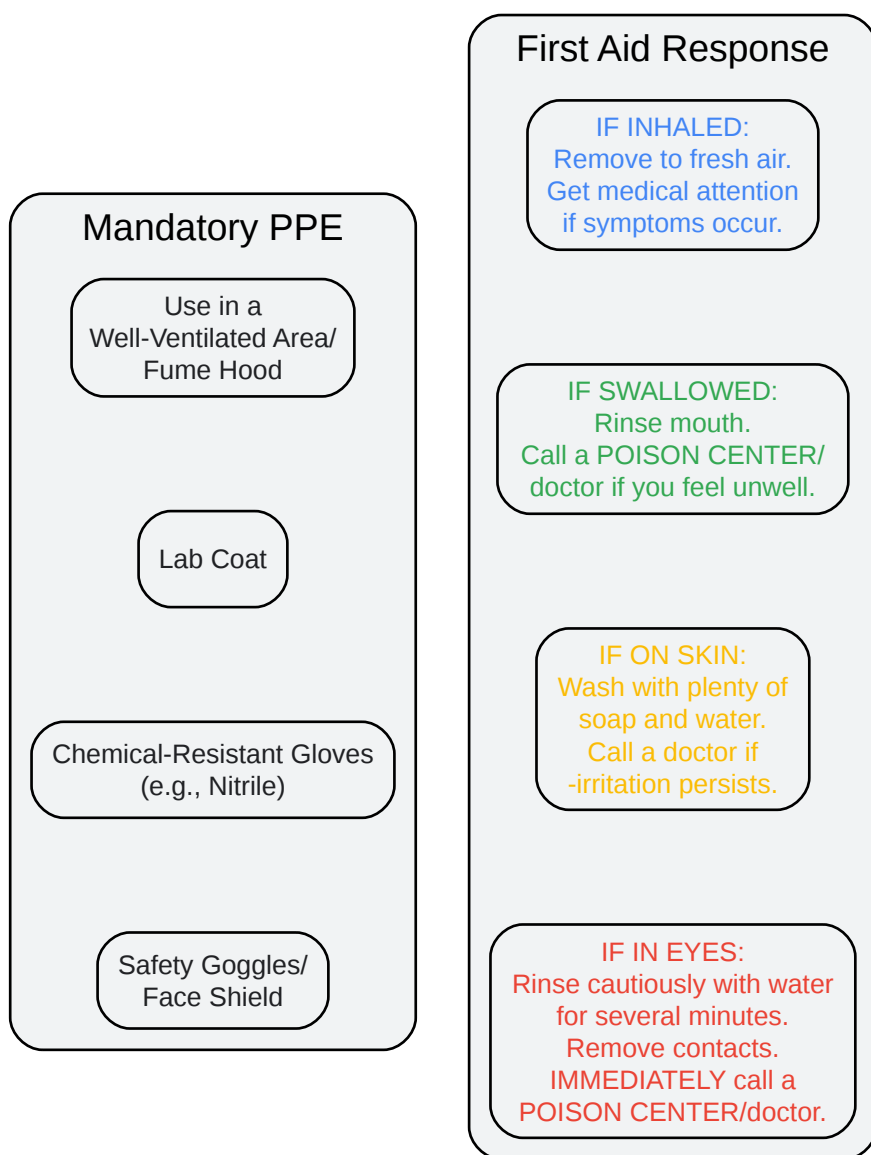 Mandatory PPE
Use in a
Well-Ventilated Area/
Fume Hood
Lab Coat
Chemical-Resistant Gloves
(e.g., Nitrile)
Safety Goggles/
Face Shield
First Aid Response
IF INHALED:
Remove to fresh air.
Get medical attention
if symptoms occur.
IF SWALLOWED:
Rinse mouth.
Call a POISON CENTER/
doctor if you feel unwell.
IF ON SKIN:
Wash with plenty of
soap and water.
Call a doctor if
-irritation persists.
IF IN EYES:
Rinse cautiously with water
for several minutes.
Remove contacts.
IMMEDIATELY call a
POISON CENTER/doctor.